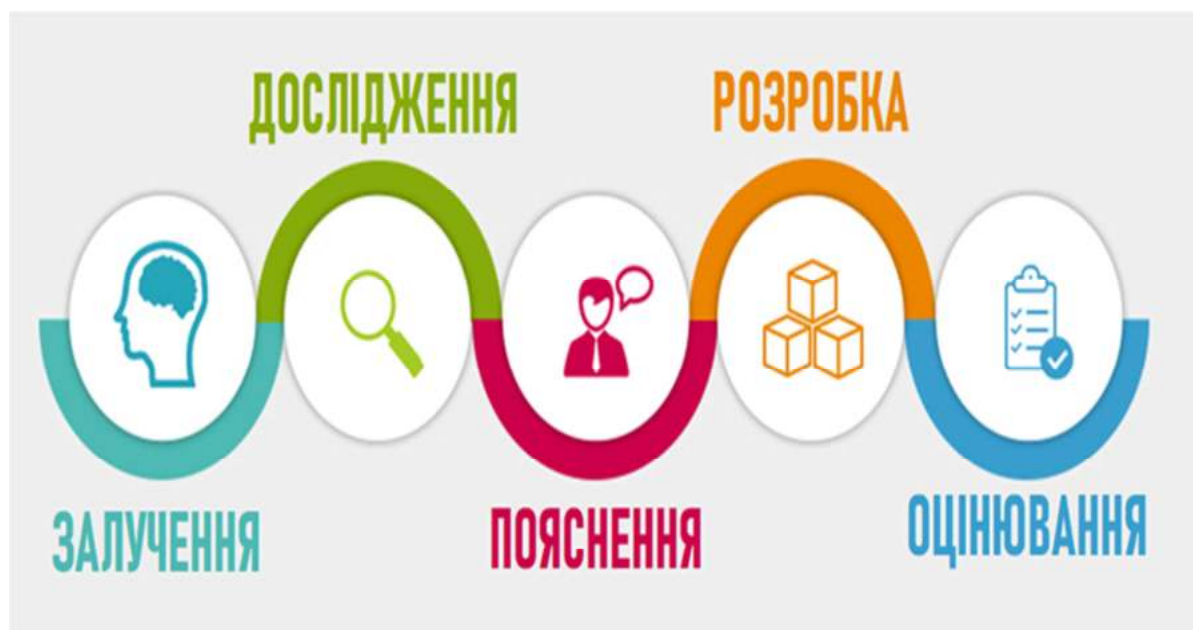 ЗАЛУЧЕННЯ
ДОСЛІДЖЕННЯ
ПОЯСНЕННЯ
РОЗРОБКА
ОЦІНЮВАННЯ